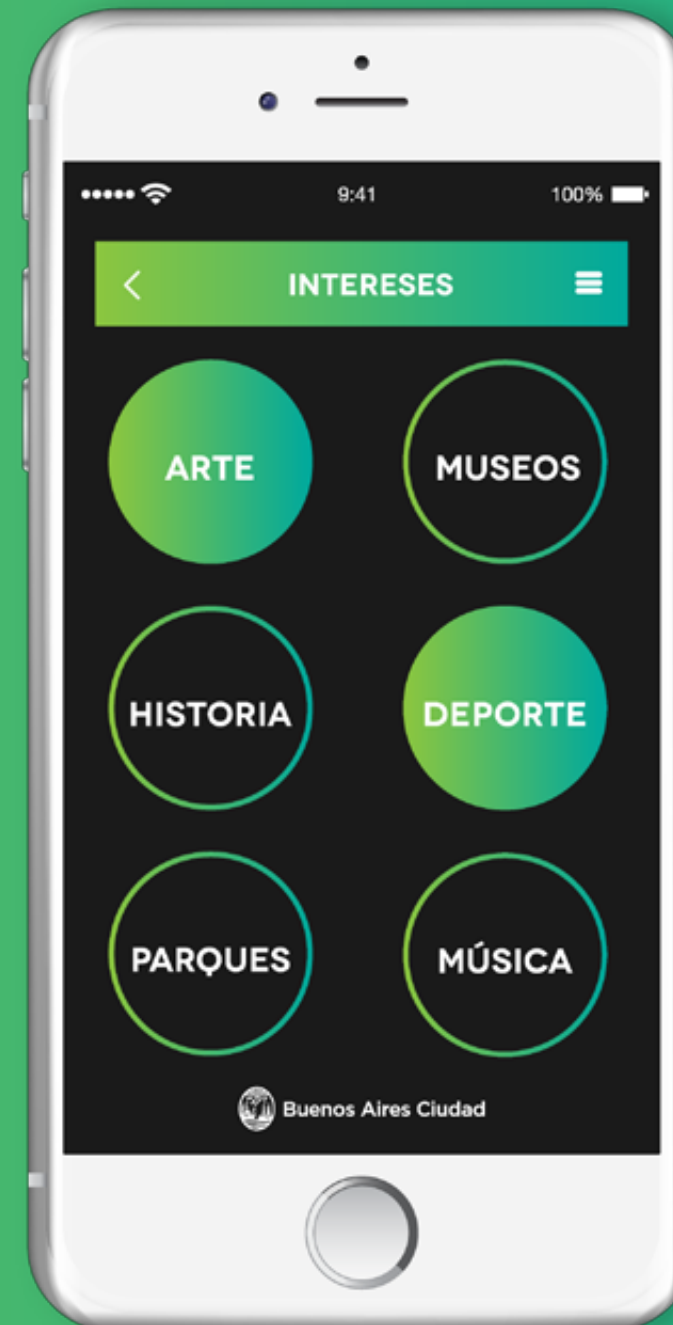 9:41 100%
INTERESES
ARTE MUSEOS
HISTORIA DEPORTE
PARQUES MÚSICA
Buenos Aires Ciudad